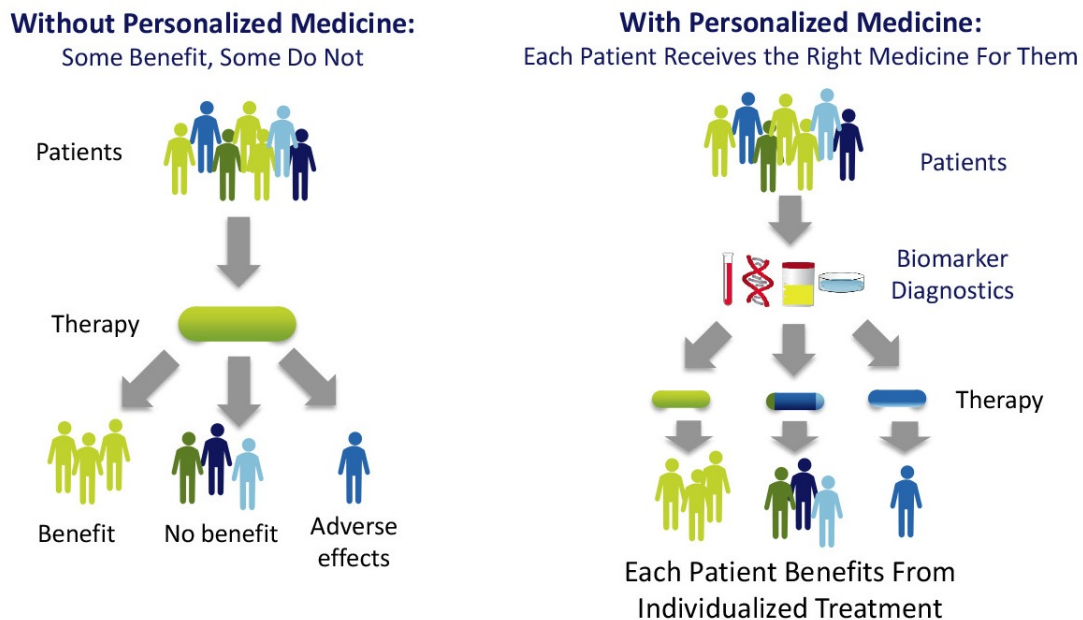 Without Personalized Medicine:
Some Benefit, Some Do Not
Patients
Therapy
Benefit
No benefit
Adverse
effects
With Personalized Medicine:
Each Patient Receives the Right Medicine For Them
Patients
Biomarker
Diagnostics
Therapy
Each Patient Benefits From
Individualized Treatment